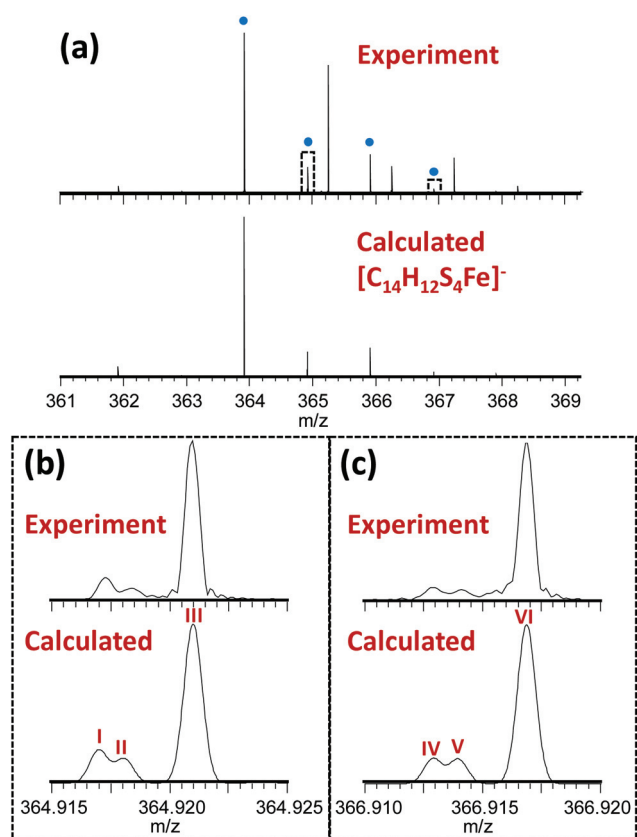 (a)
Experiment
Calculated
[C₁₄H₁₂S₄Fe]⁻
361 362 363 364 365 366 367 368 369
m/z
(b)
Experiment
III
Calculated
I
II
364.915 364.920 364.925
m/z
(c)
Experiment
VI
Calculated
IV V
366.910 366.915 366.920
m/z